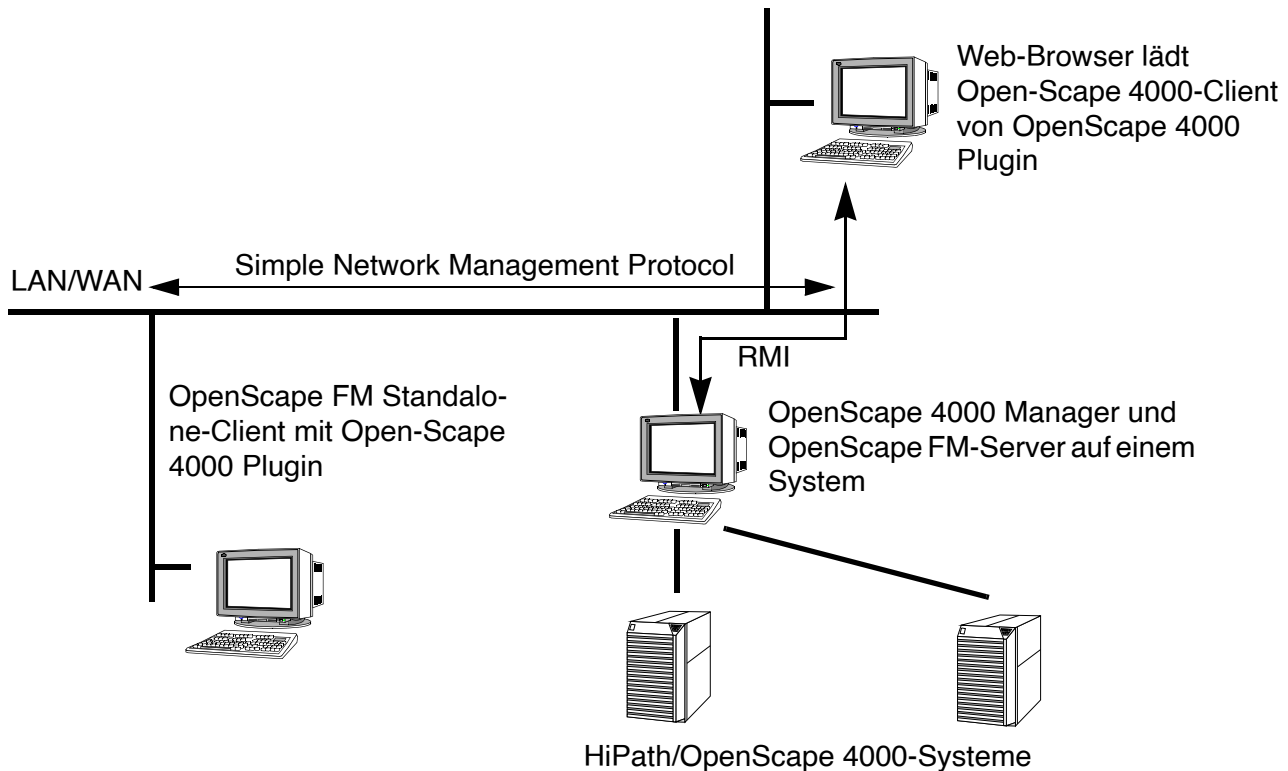 Web-Browser lädt
Open-Scape 4000-Client
von OpenScape 4000
Plugin
Simple Network Management Protocol
LAN/WAN
RMI
OpenScape FM Standalo-
ne-Client mit Open-Scape
4000 Plugin
OpenScape 4000 Manager und
OpenScape FM-Server auf einem
System
HiPath/OpenScape 4000-Systeme